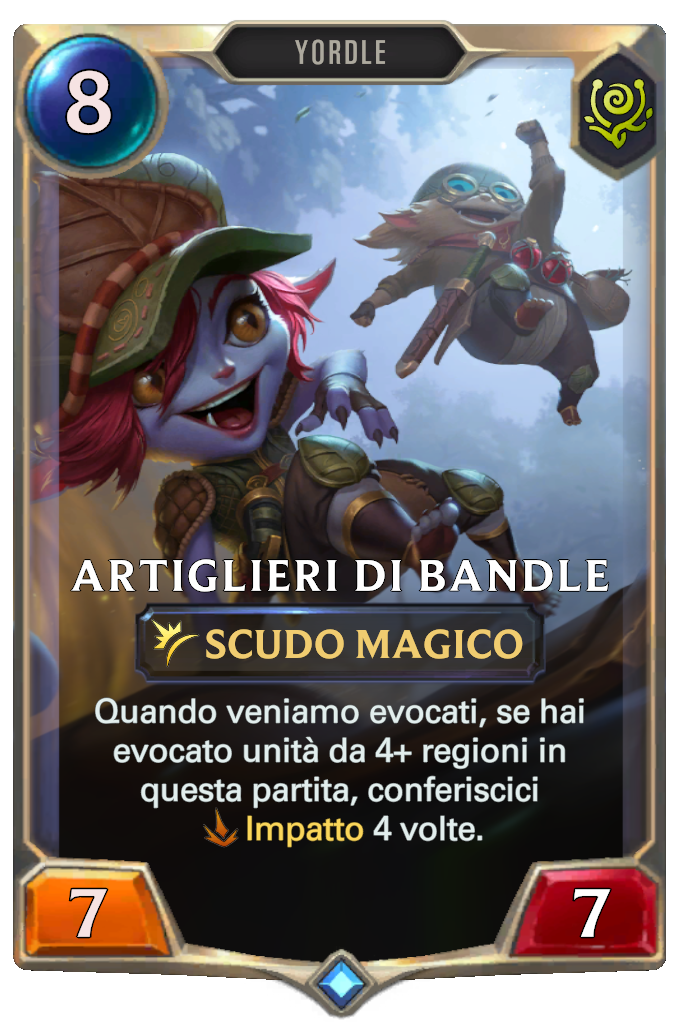 YORDLE
8
ARTIGLIERI DI BANDLE
SCUDO MAGICO
Quando veniamo evocati, se hai
evocato unità da 4+ regioni in
questa partita, conferiscici
Impatto 4 volte.
7
7